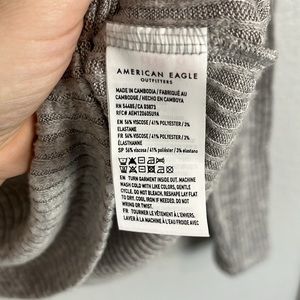 AMERICAN EAGLE
OUTFITTERS
MADE IN CAMBODIA / FABRIQUÉ AU
CAMBODGE / HECHO EN CAMBOYA
RN 54485 / CA 03873
EN 56% VISCOSE / 41% POLYESTER / 3%
ELASTANE
FR 56% VISCOSE / 41% POLYESTER / 3%
ÉLASTHANNE
SP 56% viscosa / 41% poliéster / 3% elastano
EN: TURN GARMENT INSIDE OUT. MACHINE
WASH COLD WITH LIKE COLORS, GENTLE
CYCLE. DO NOT BLEACH. RESHAPE LAY FLAT
TO DRY. COOL IRON IF NEEDED. DO NOT
WRING OR TWIST.
FR: TOURNER LE VÊTEMENT À L'ENVERS.
LAVER À LA MACHINE À L'EAU FROIDE AVEC